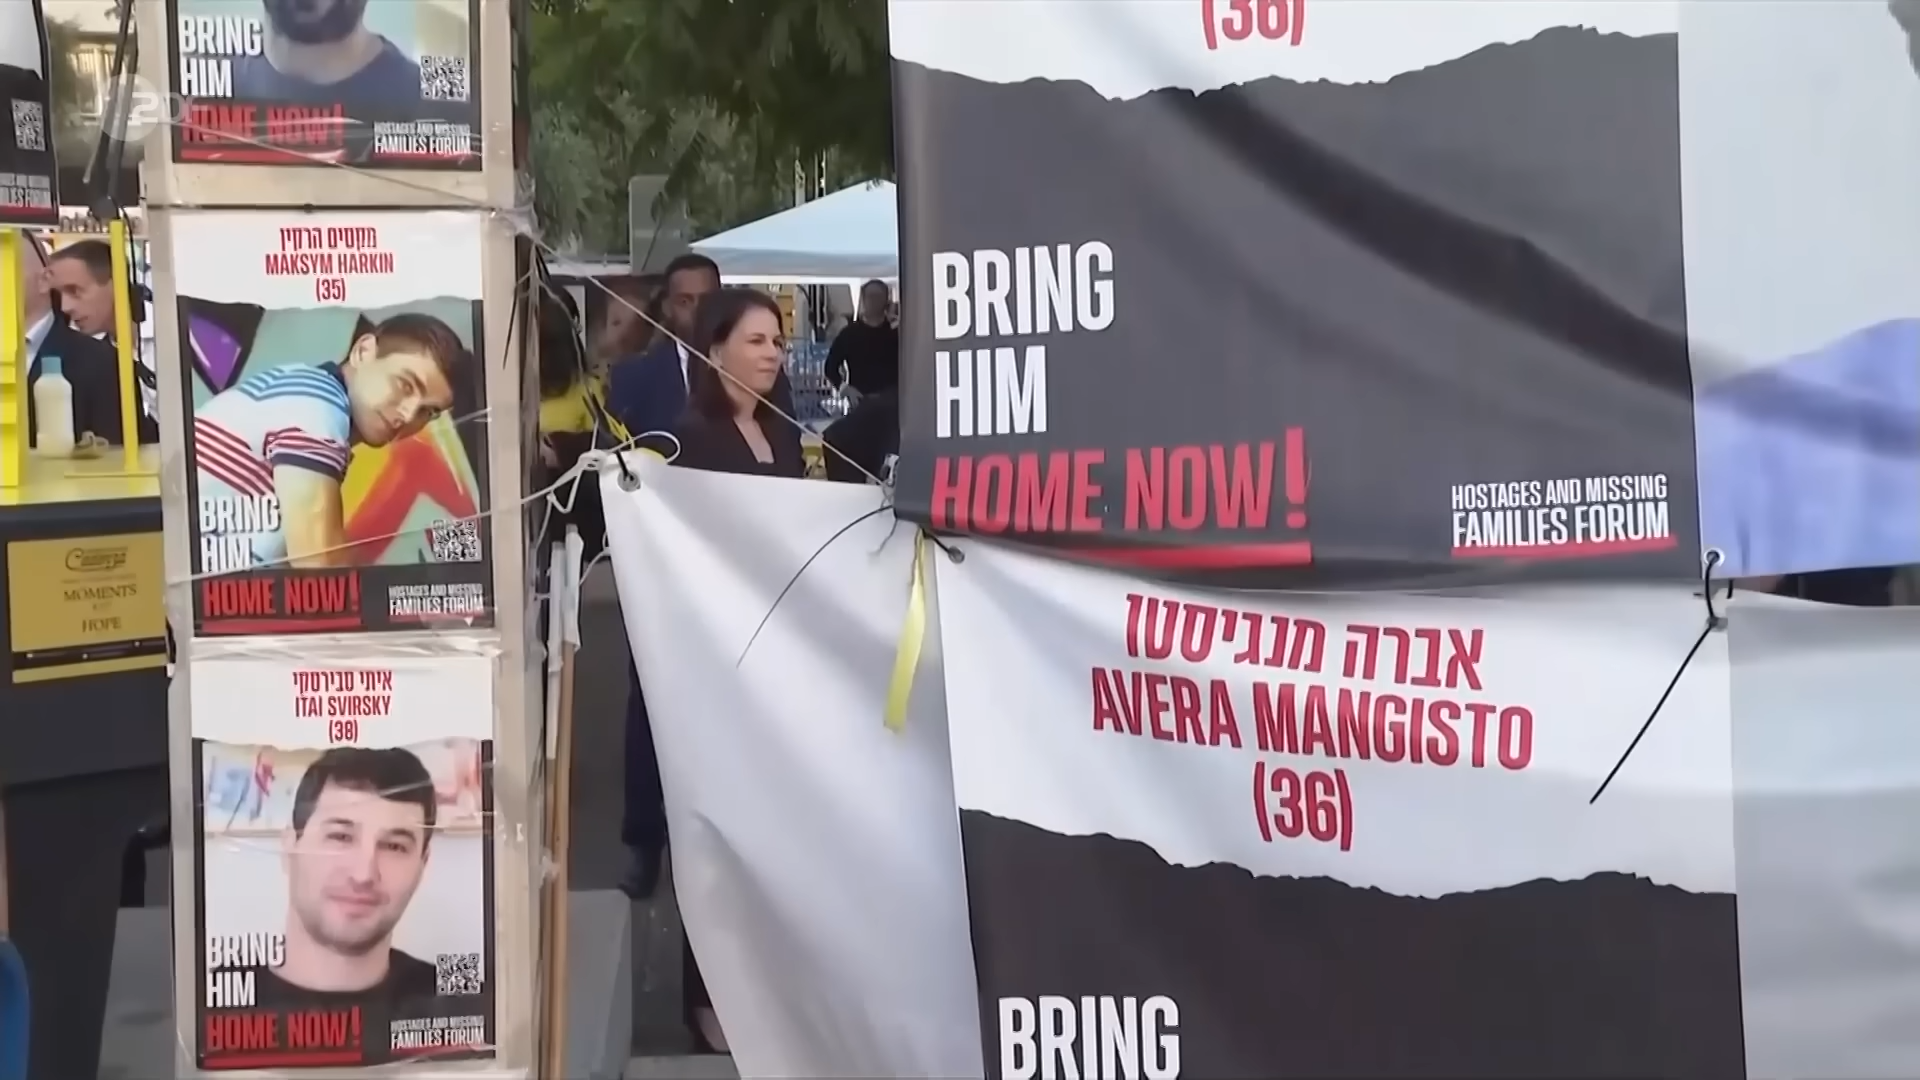 2DF
BRING
HIM
HOME NOW!
HOSTAGES AND MISSING
FAMILIES FORUM
מקסים הרקין
MAKSYM HARKIN
(35)
BRING
HIM
HOME NOW!
HOSTAGES AND MISSING
FAMILIES FORUM
איתי סבירסקי
ITAI SVIRSKY
(38)
BRING
HIM
HOME NOW!
HOSTAGES AND MISSING
FAMILIES FORUM
MOMENTS
HOPE
(36)
BRING
HIM
HOME NOW!
HOSTAGES AND MISSING
FAMILIES FORUM
אברה מנגיסטו
AVERA MANGISTO
(36)
BRING